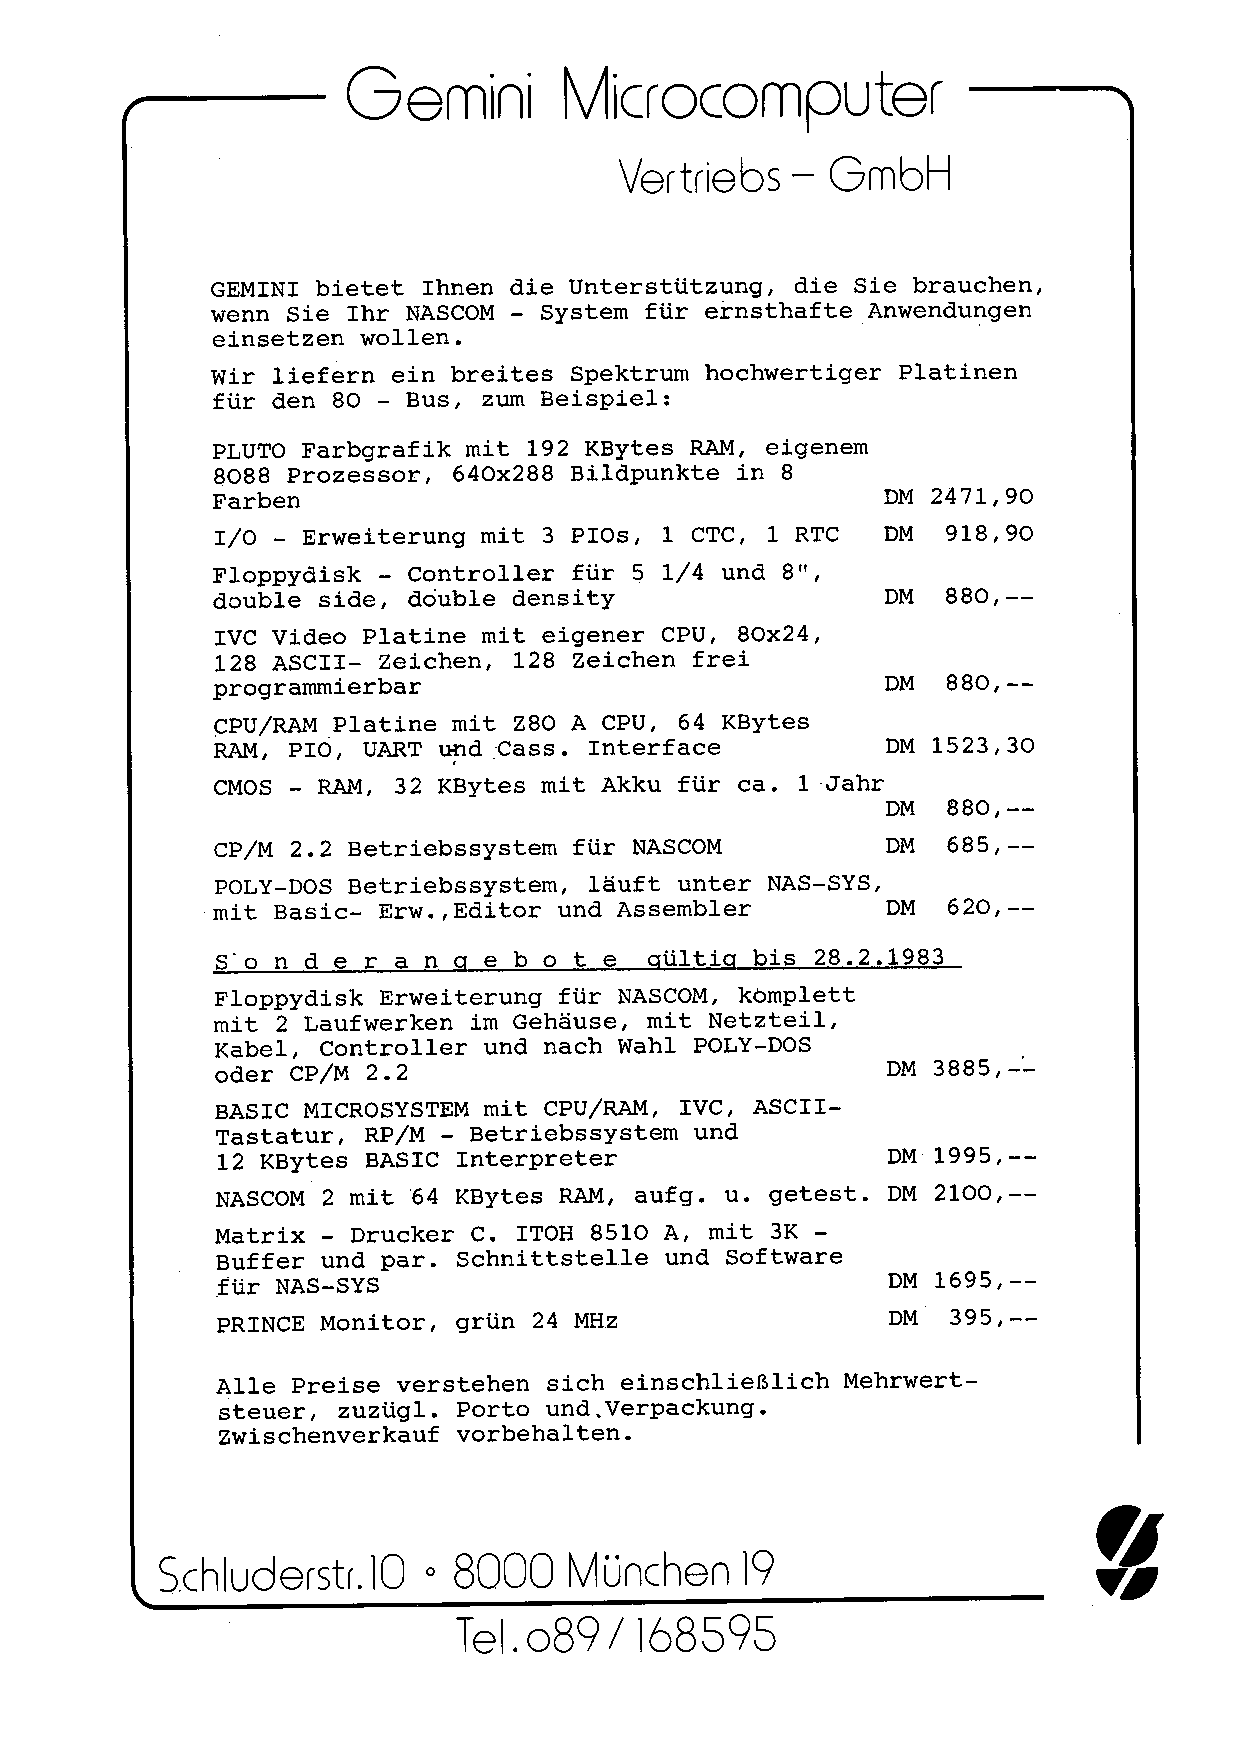 Gemini Microcomputer
Vertriebs - GmbH
GEMINI bietet Ihnen die Unterstützung, die Sie brauchen,
wenn Sie Ihr NASCOM - System für ernsthafte Anwendungen
einsetzen wollen.
Wir liefern ein breites Spektrum hochwertiger Platinen
für den 80 - Bus, zum Beispiel:
PLUTO Farbgrafik mit 192 KBytes RAM, eigenem
8088 Prozessor, 640x288 Bildpunkte in 8
Farben DM 2471,90
I/O - Erweiterung mit 3 PIOs, 1 CTC, 1 RTC DM 918,90
Floppydisk - Controller für 5 1/4 und 8",
double side, double density DM 880,--
IVC Video Platine mit eigener CPU, 80x24,
128 ASCII- Zeichen, 128 Zeichen frei
programmierbar DM 880,--
CPU/RAM Platine mit Z80 A CPU, 64 KBytes
RAM, PIO, UART und Cass. Interface DM 1523,30
CMOS - RAM, 32 KBytes mit Akku für ca. 1 Jahr
DM 880,--
CP/M 2.2 Betriebssystem für NASCOM DM 685,--
POLY-DOS Betriebssystem, läuft unter NAS-SYS,
mit Basic- Erw.,Editor und Assembler DM 620,--
S o n d e r a n g e b o t e gültig bis 28.2.1983
Floppydisk Erweiterung für NASCOM, komplett
mit 2 Laufwerken im Gehäuse, mit Netzteil,
Kabel, Controller und nach Wahl POLY-DOS
oder CP/M 2.2 DM 3885,--
BASIC MICROSYSTEM mit CPU/RAM, IVC, ASCII-
Tastatur, RP/M - Betriebssystem und
12 KBytes BASIC Interpreter DM 1995,--
NASCOM 2 mit 64 KBytes RAM, aufg. u. getest. DM 2100,--
Matrix - Drucker C. ITOH 8510 A, mit 3K -
Buffer und par. Schnittstelle und Software
für NAS-SYS DM 1695,--
PRINCE Monitor, grün 24 MHz DM 395,--
Alle Preise verstehen sich einschließlich Mehrwert-
steuer, zuzügl. Porto und Verpackung.
Zwischenverkauf vorbehalten.
Schluderstr. 10 ° 8000 München 19
Tel. 089 / 168595